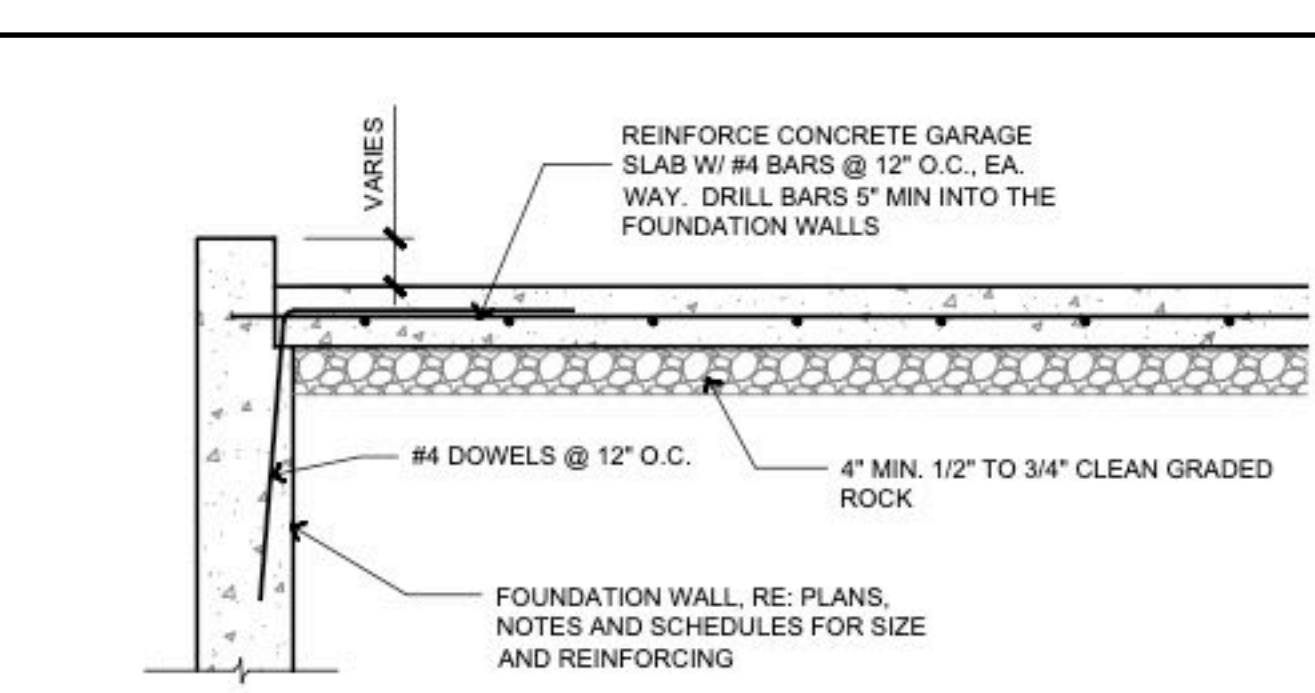 VARIES
REINFORCE CONCRETE GARAGE
SLAB W/ #4 BARS @ 12" O.C., EA.
WAY. DRILL BARS 5" MIN INTO THE
FOUNDATION WALLS
#4 DOWELS @ 12" O.C.
4" MIN. 1/2" TO 3/4" CLEAN GRADED
ROCK
FOUNDATION WALL, RE: PLANS,
NOTES AND SCHEDULES FOR SIZE
AND REINFORCING